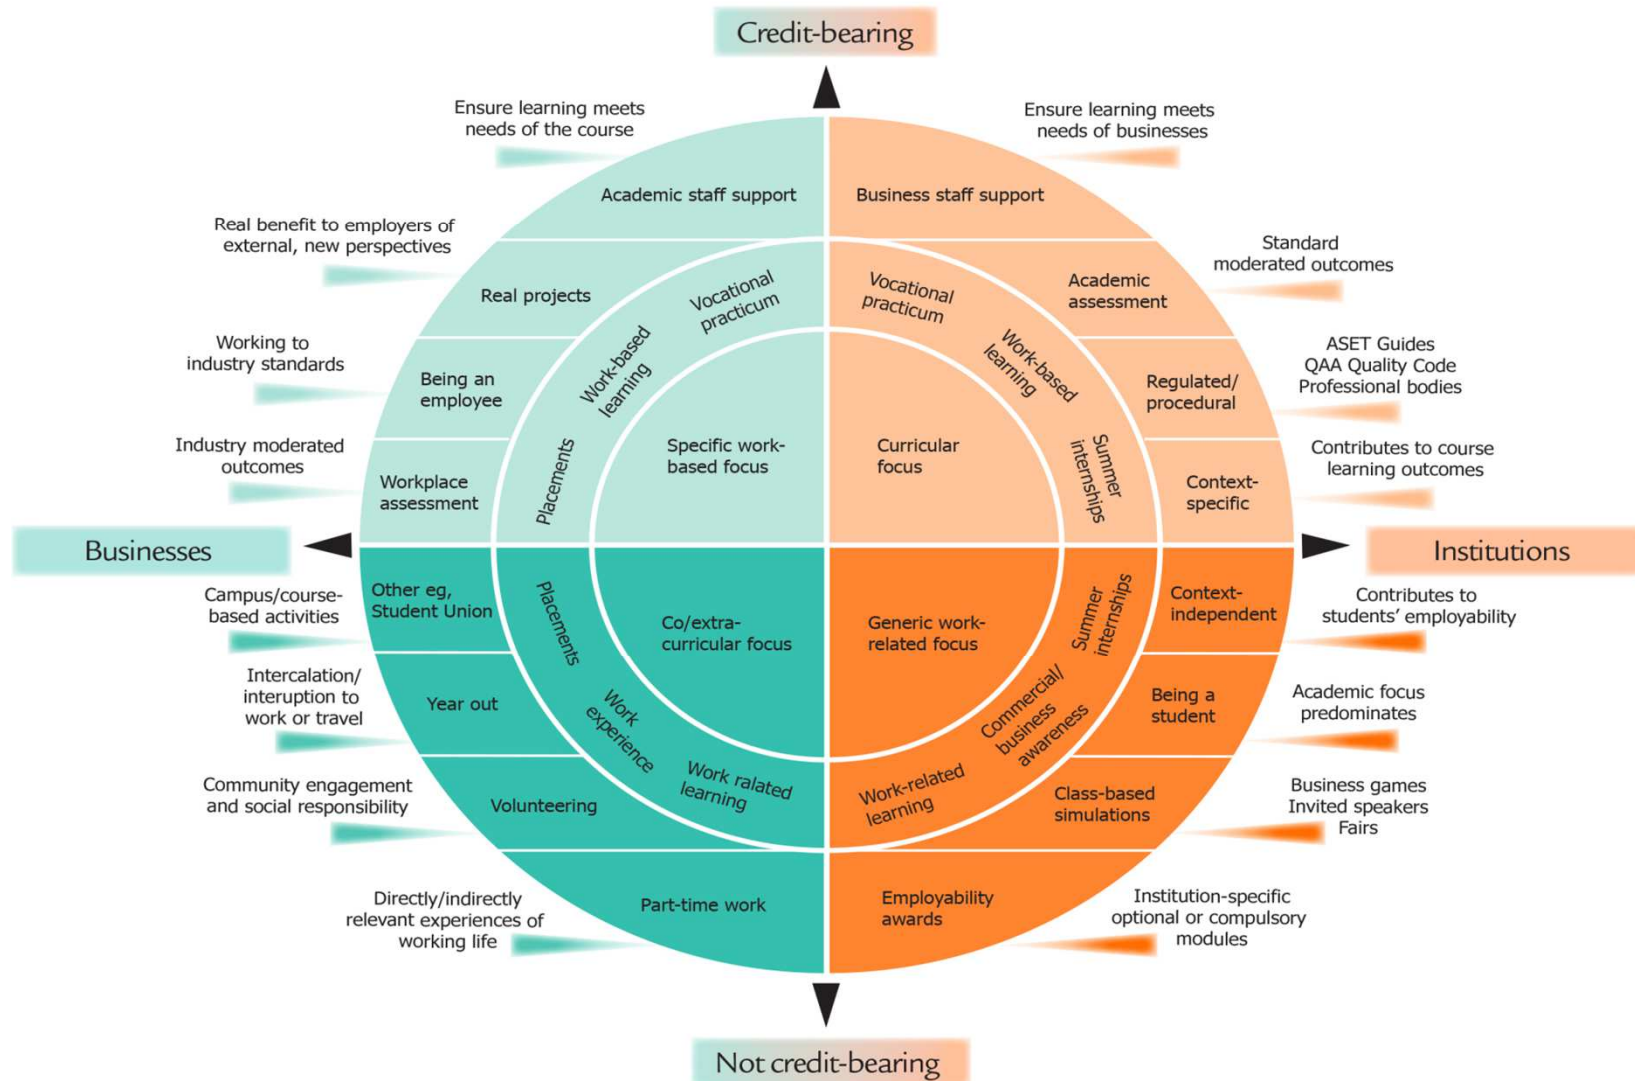 Credit-bearing
Ensure learning meets
needs of the course
Ensure learning meets
needs of businesses
Academic staff support
Business staff support
Real benefit to employers of
external, new perspectives
Standard
moderated outcomes
Real projects
Vocational
practicum
Vocational
practicum
Academic
assessment
Working to
industry standards
Being an
employee
Work-based
learning
Work-based
learning
Regulated/
procedural
ASET Guides
QAA Quality Code
Professional bodies
Industry moderated
outcomes
Workplace
assessment
Placements
Specific work-
based focus
Curricular
focus
Summer
internships
Context-
specific
Contributes to course
learning outcomes
Businesses
Institutions
Campus/course-
based activities
Other eg,
Student Union
Placements
Co/extra-
curricular focus
Generic work-
related focus
Summer
internships
Context-
independent
Contributes to
students’ employability
Intercalation/
interuption to
work or travel
Year out
Work
experience
Commercial/
business
awareness
Being a
student
Academic focus
predominates
Community engagement
and social responsibility
Volunteering
Work ralated
learning
Work-related
learning
Class-based
simulations
Business games
Invited speakers
Fairs
Directly/indirectly
relevant experiences of
working life
Part-time work
Employability
awards
Institution-specific
optional or compulsory
modules
Not credit-bearing